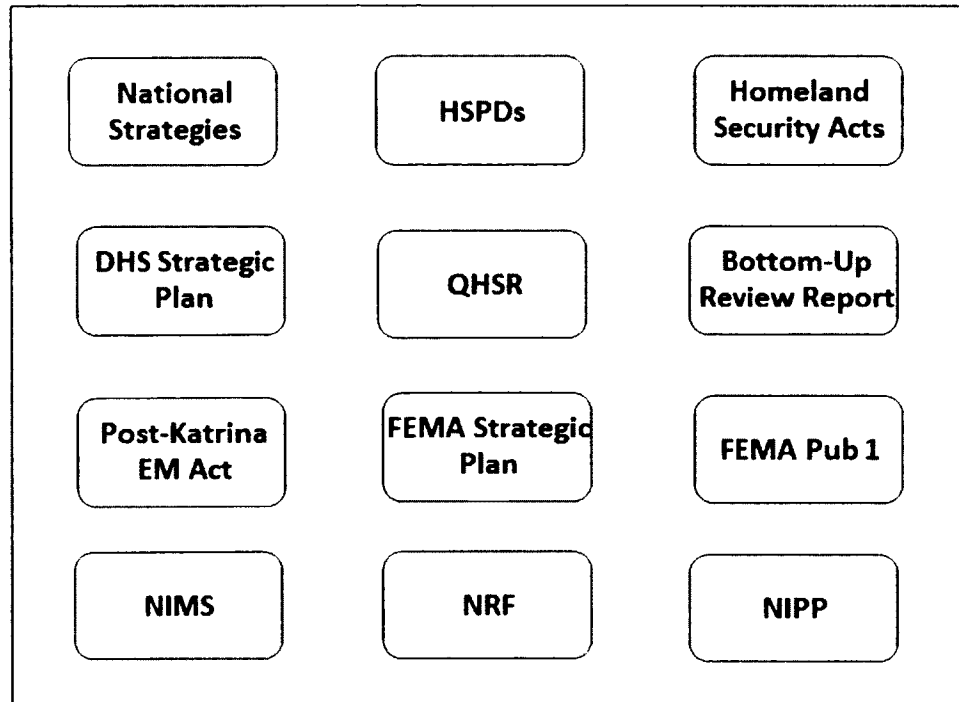 National
Strategies
HSPDs
Homeland
Security Acts
DHS Strategic
Plan
QHSR
Bottom-Up
Review Report
Post-Katrina
EM Act
FEMA Strategic
Plan
FEMA Pub 1
NIMS
NRF
NIPP